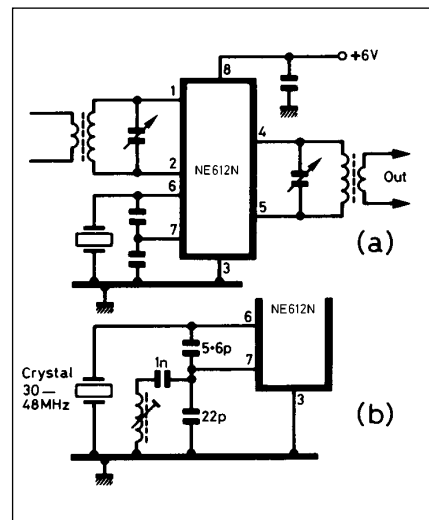 8
+6V
1
4
2
NE612N
6
5
Out
7
3
(a)
NE612N
6
5·6p
7
1n
Crystal
30—
48MHz
22p
3
(b)